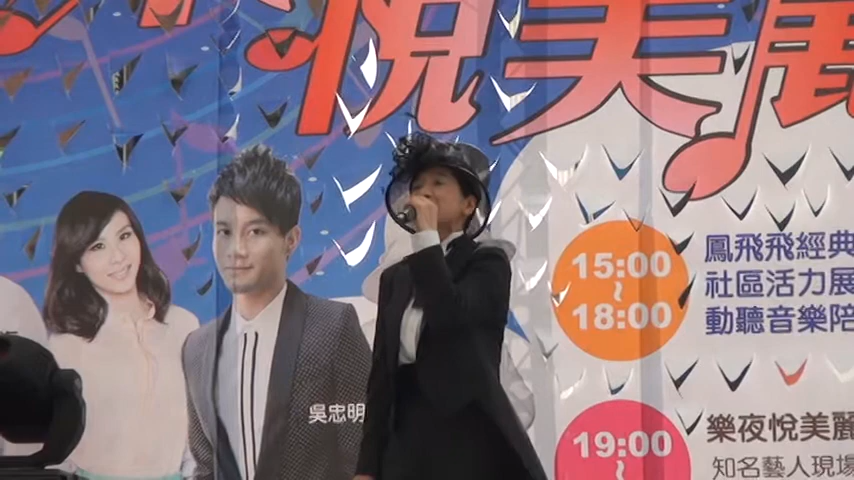 悅美麗
吳忠明
15:00
~
18:00
鳳飛飛經典
社區活力展
動聽音樂陪
19:00
~
樂夜悅美麗
知名藝人現場